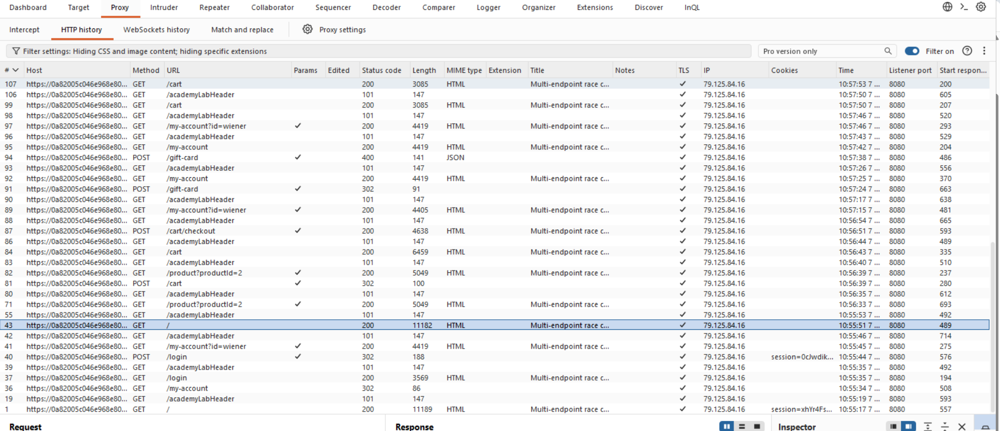 Dashboard Target Proxy Intruder Repeater Collaborator Sequencer Decoder Comparer Logger Organizer Extensions Discover InQL
Intercept HTTP history WebSockets history Match and replace Proxy settings
Filter settings: Hiding CSS and image content; hiding specific extensions Pro version only Filter on
# Host Method URL Params Edited Status code Length MIME type Extension Title Notes TLS IP Cookies Time Listener port Start respon...
107 https://0a82005c046e968e80... GET /cart 200 3085 HTML Multi-endpoint race c... ✓ 79.125.84.16 10:57:53 7 ... 8080 200
106 https://0a82005c046e968e80... GET /academyLabHeader 101 147 ✓ 79.125.84.16 10:57:50 7 ... 8080 605
99 https://0a82005c046e968e80... GET /cart 200 3085 HTML Multi-endpoint race c... ✓ 79.125.84.16 10:57:50 7 ... 8080 207
98 https://0a82005c046e968e80... GET /academyLabHeader 101 147 ✓ 79.125.84.16 10:57:46 7 ... 8080 520
97 https://0a82005c046e968e80... GET /my-account?id=wiener ✓ 200 4419 HTML Multi-endpoint race c... ✓ 79.125.84.16 10:57:46 7 ... 8080 293
96 https://0a82005c046e968e80... GET /academyLabHeader 101 147 ✓ 79.125.84.16 10:57:43 7 ... 8080 529
95 https://0a82005c046e968e80... GET /my-account 200 4419 HTML Multi-endpoint race c... ✓ 79.125.84.16 10:57:42 7 ... 8080 204
94 https://0a82005c046e968e80... POST /gift-card ✓ 400 141 JSON ✓ 79.125.84.16 10:57:38 7 ... 8080 486
93 https://0a82005c046e968e80... GET /academyLabHeader 101 147 ✓ 79.125.84.16 10:57:26 7 ... 8080 556
92 https://0a82005c046e968e80... GET /my-account 200 4419 HTML Multi-endpoint race c... ✓ 79.125.84.16 10:57:25 7 ... 8080 370
91 https://0a82005c046e968e80... POST /gift-card ✓ 302 91 ✓ 79.125.84.16 10:57:24 7 ... 8080 663
90 https://0a82005c046e968e80... GET /academyLabHeader 101 147 ✓ 79.125.84.16 10:57:17 7 ... 8080 638
89 https://0a82005c046e968e80... GET /my-account?id=wiener ✓ 200 4405 HTML Multi-endpoint race c... ✓ 79.125.84.16 10:57:15 7 ... 8080 481
88 https://0a82005c046e968e80... GET /academyLabHeader 101 147 ✓ 79.125.84.16 10:56:54 7 ... 8080 665
87 https://0a82005c046e968e80... POST /cart/checkout ✓ 200 4638 HTML Multi-endpoint race c... ✓ 79.125.84.16 10:56:51 7 ... 8080 593
86 https://0a82005c046e968e80... GET /academyLabHeader 101 147 ✓ 79.125.84.16 10:56:44 7 ... 8080 489
84 https://0a82005c046e968e80... GET /cart 200 6459 HTML Multi-endpoint race c... ✓ 79.125.84.16 10:56:43 7 ... 8080 335
83 https://0a82005c046e968e80... GET /academyLabHeader 101 147 ✓ 79.125.84.16 10:56:40 7 ... 8080 510
82 https://0a82005c046e968e80... GET /product?productId=2 ✓ 200 5049 HTML Multi-endpoint race c... ✓ 79.125.84.16 10:56:39 7 ... 8080 237
81 https://0a82005c046e968e80... POST /cart ✓ 302 100 ✓ 79.125.84.16 10:56:39 7 ... 8080 280
80 https://0a82005c046e968e80... GET /academyLabHeader 101 147 ✓ 79.125.84.16 10:56:35 7 ... 8080 612
71 https://0a82005c046e968e80... GET /product?productId=2 ✓ 200 5049 HTML Multi-endpoint race c... ✓ 79.125.84.16 10:56:33 7 ... 8080 693
55 https://0a82005c046e968e80... GET /academyLabHeader 101 147 ✓ 79.125.84.16 10:55:53 7 ... 8080 492
43 https://0a82005c046e968e80... GET / 200 11182 HTML Multi-endpoint race c... ✓ 79.125.84.16 10:55:51 7 ... 8080 489
42 https://0a82005c046e968e80... GET /academyLabHeader 101 147 ✓ 79.125.84.16 10:55:46 7 ... 8080 714
41 https://0a82005c046e968e80... GET /my-account?id=wiener ✓ 200 4419 HTML Multi-endpoint race c... ✓ 79.125.84.16 10:55:45 7 ... 8080 275
40 https://0a82005c046e968e80... POST /login ✓ 302 188 ✓ 79.125.84.16 session=0cJwdik... 10:55:44 7 ... 8080 576
39 https://0a82005c046e968e80... GET /academyLabHeader 101 147 ✓ 79.125.84.16 10:55:35 7 ... 8080 492
37 https://0a82005c046e968e80... GET /login 200 3569 HTML Multi-endpoint race c... ✓ 79.125.84.16 10:55:35 7 ... 8080 194
36 https://0a82005c046e968e80... GET /my-account 302 86 ✓ 79.125.84.16 10:55:34 7 ... 8080 508
19 https://0a82005c046e968e80... GET /academyLabHeader 101 147 ✓ 79.125.84.16 10:55:19 7 ... 8080 593
1 https://0a82005c046e968e80... GET / 200 11189 HTML Multi-endpoint race c... ✓ 79.125.84.16 session=xhYr4Fs... 10:55:17 7 ... 8080 557
Request Response Inspector